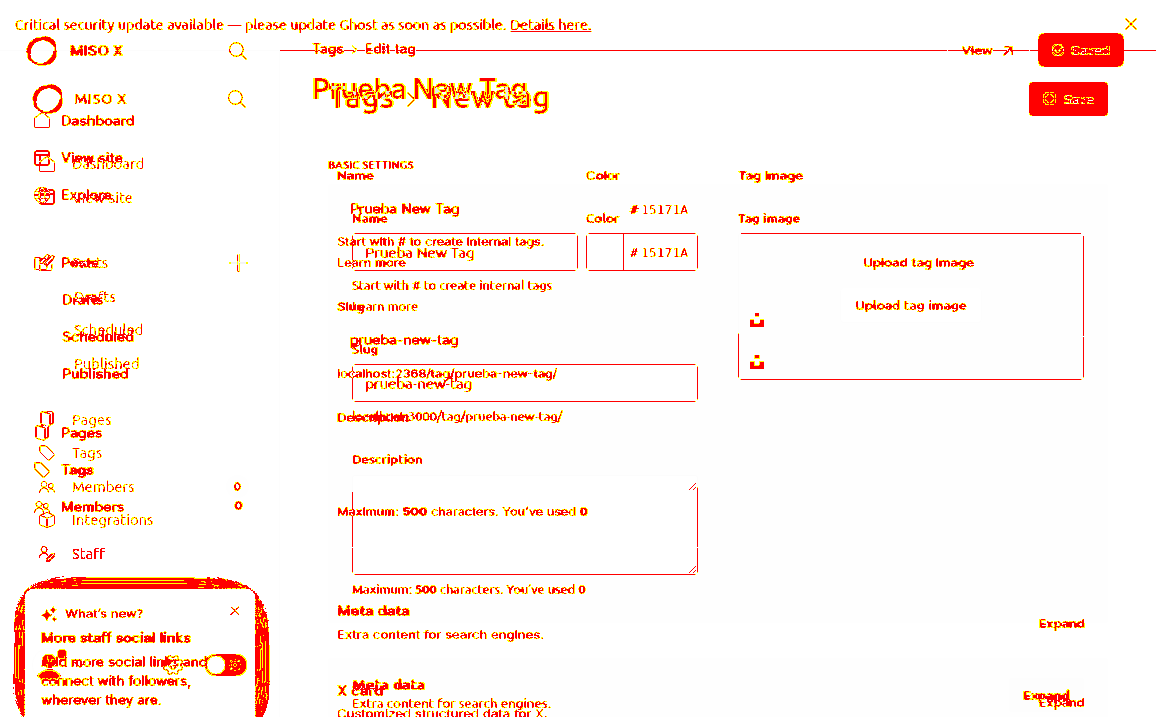 Critical security update available — please update Ghost as soon as possible. Details here.
MISO X
Tags > Edit tag
View
Saved
Prueba New Tag
Tags > New tag
MISO X
Save
Dashboard
View site
Dashboard
Explore
View site
BASIC SETTINGS
Name
Color
Tag image
Prueba New Tag
# 15171A
Name
Color
Tag image
Start with # to create internal tags.
Prueba New Tag
# 15171A
Learn more
Upload tag image
Posts
Start with # to create internal tags
Drafts
Drafts
Slug
Learn more
Upload tag image
Scheduled
Scheduled
prueba-new-tag
Slug
Published
Published
localhost:2368/tag/prueba-new-tag/
prueba-new-tag
Description
localhost:3000/tag/prueba-new-tag/
Pages
Pages
Tags
Tags
Description
Members 0
Members 0
Maximum: 500 characters. You've used 0
Integrations
Staff
Maximum: 500 characters. You've used 0
What's new?
More staff social links
Add more social links and
connect with followers,
wherever they are.
Meta data
Extra content for search engines.
Expand
Meta data
X card
Expand
Extra content for search engines.
Expand
Customized structured data for X.